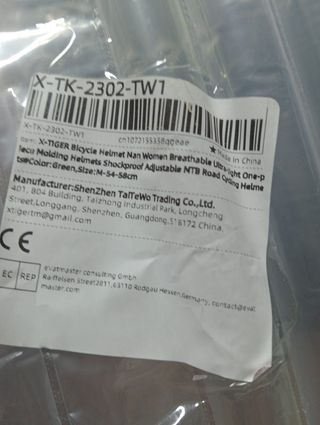 X-TK-2302-TW1
X-TK-2302-TW1
cn1072155558qqeae
★Made In China
Item: X-TIGER Bicycle Helmet Man Women Breathable Ultralight One-p
iece Molding Helmets Shockproof Adjustable MTB Road Cycling Helme
ts#Color:Green,Size:M-54-58cm
Manufacturer:ShenZhen TaiTeWo Trading Co.,Ltd.
401, 804 Building, Taizhong Industrial Park, Longcheng
Street,Longgang, Shenzhen, Guangdong,518172 China.
xtigertm@gmail.com
CE
EC REP
eVatmaster consulting GmbH
Raiffeisen Street2B11,63110 Rodgau Hessen,Germany, contact@evat
master.com